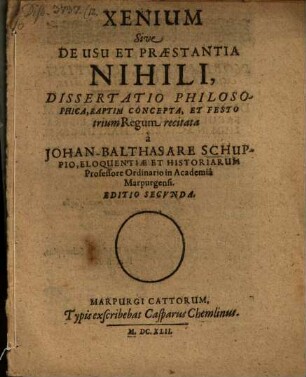 XENIUM
Sive
DE USU ET PRÆSTANTIA
NIHILI,
DISSERTATIO PHILOSO-
PHICA, RAPTIM CONCEPTA, ET FESTO
trium Regum recitata
à
JOHAN-BALTHASARE SCHUP-
PIO, ELOQUENTIÆ ET HISTORIARUM
Professore Ordinario in Academiâ
Marpurgensi.
EDITIO SECVNDA.
MARPURGI CATTORUM,
Typis exscribebat Casparus Chemlinus.
M. DC. XLII.